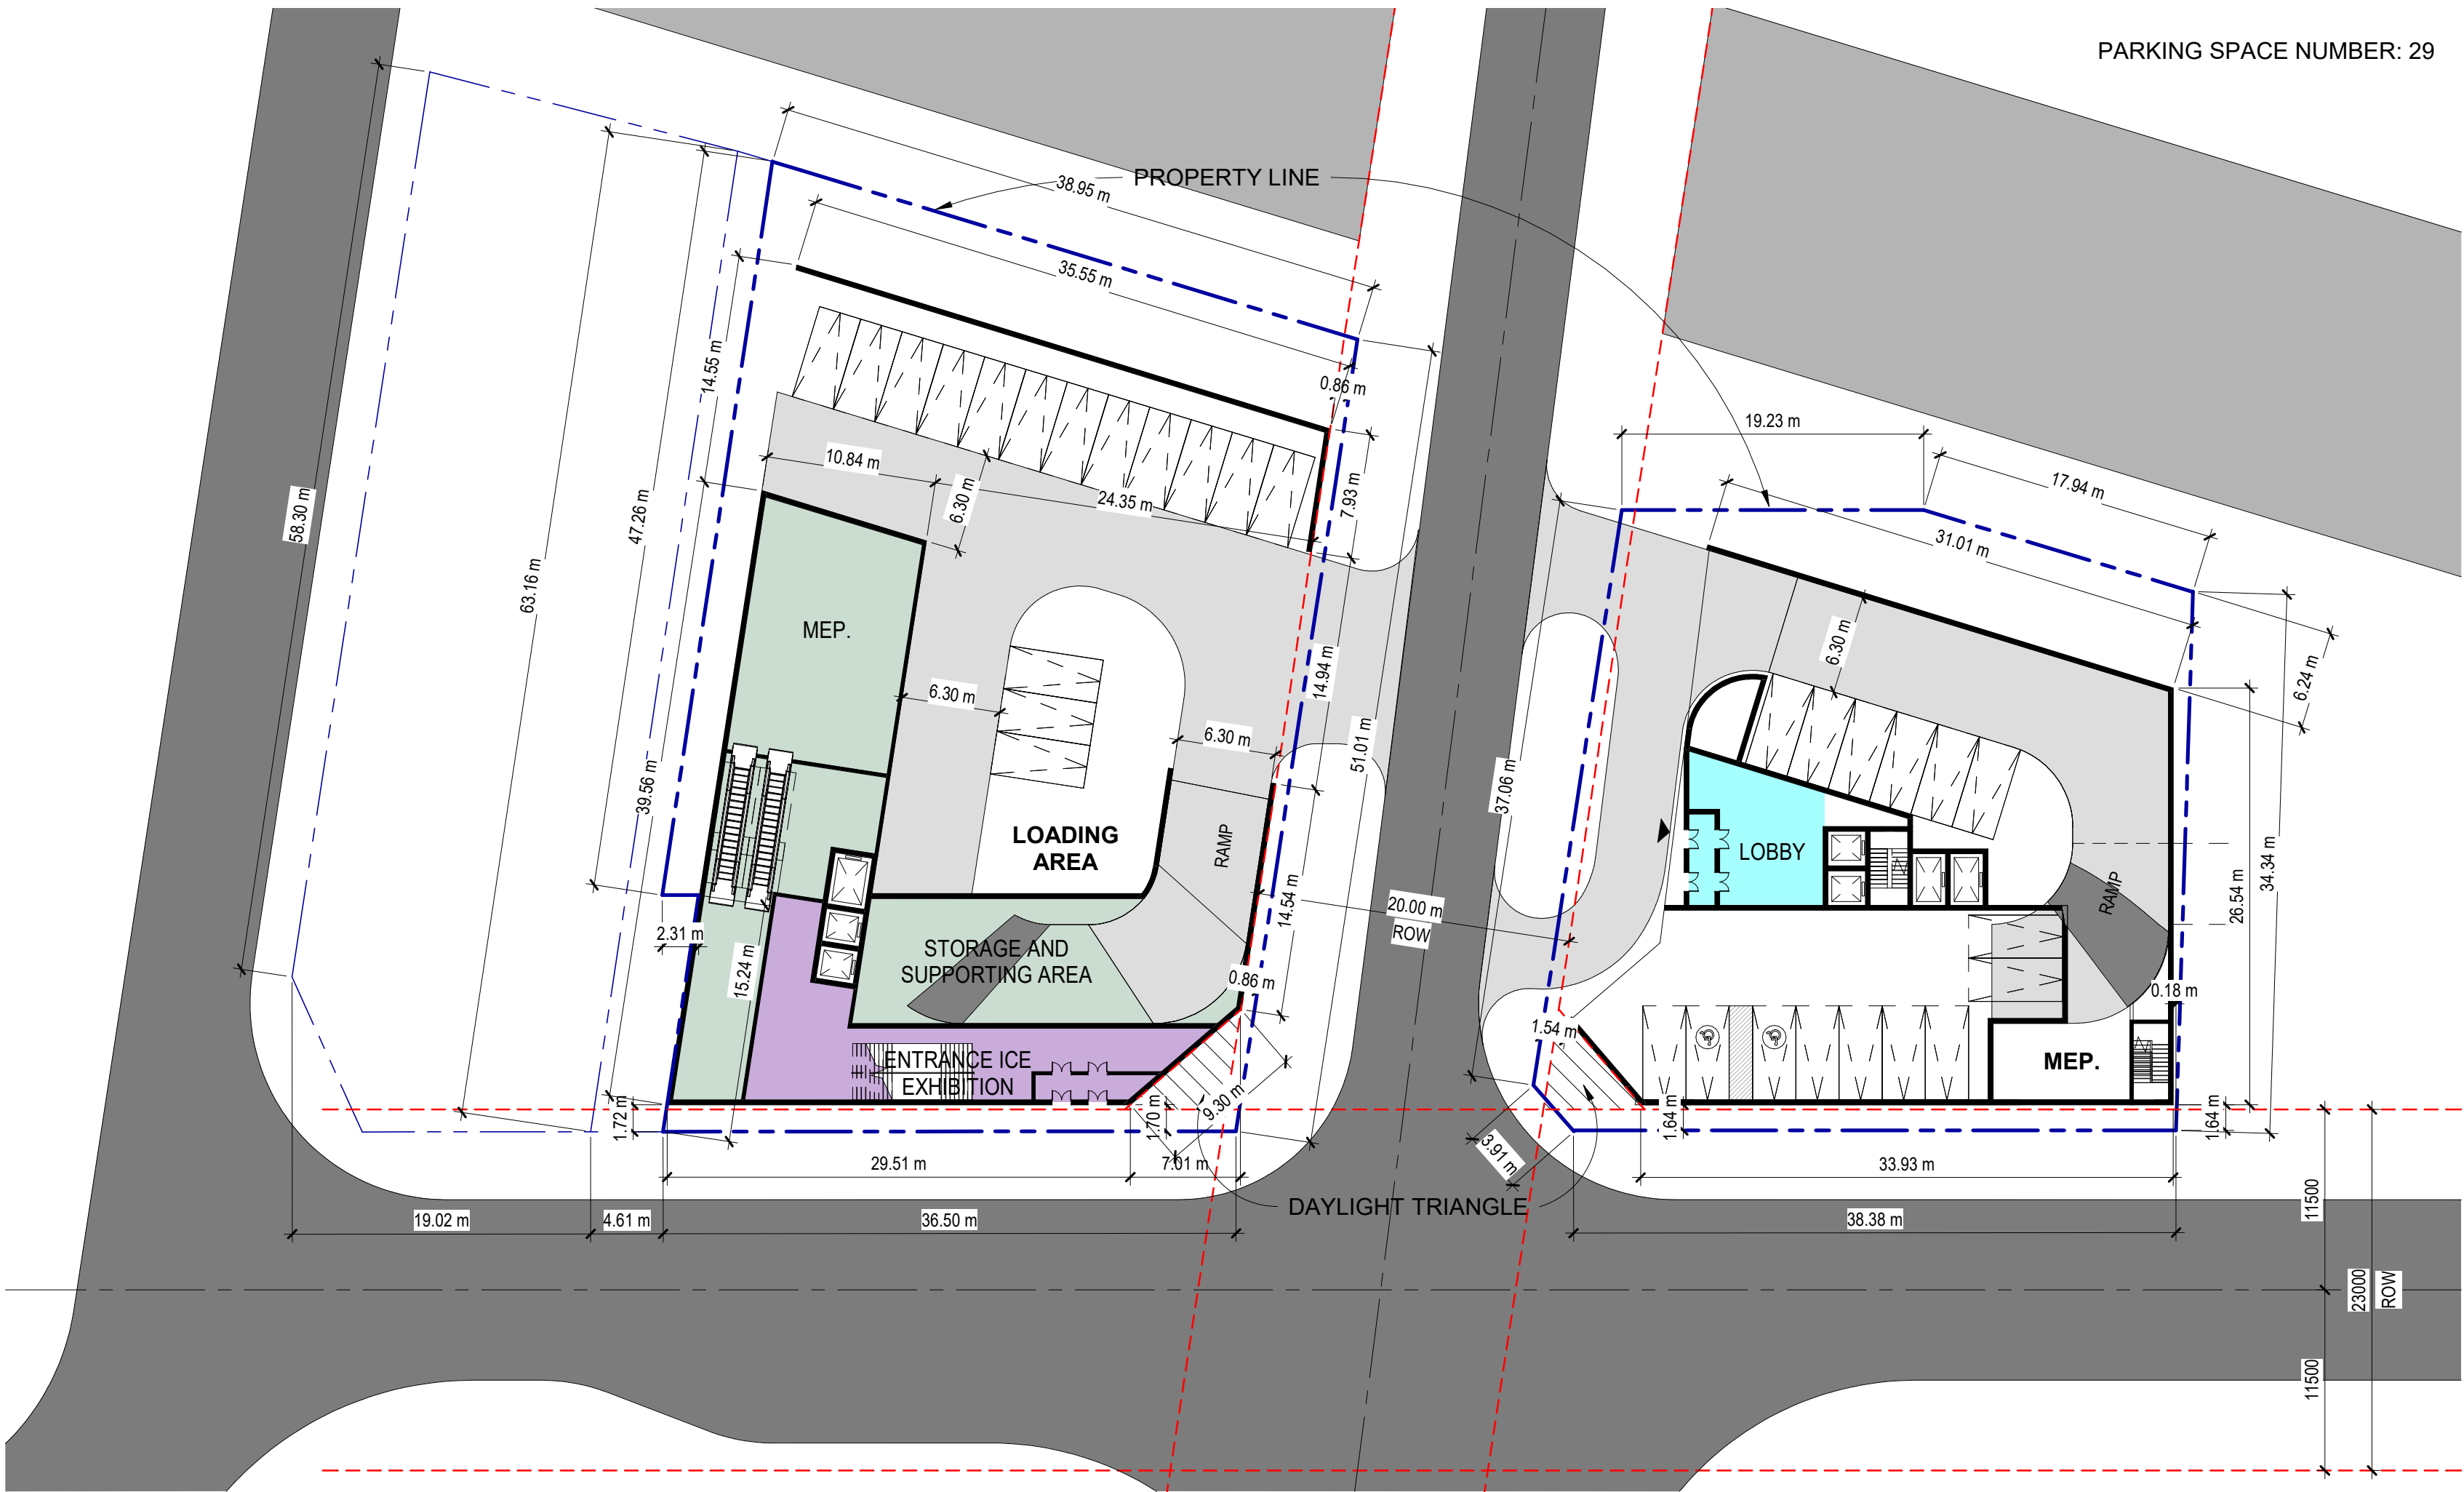 PARKING SPACE NUMBER: 29
PROPERTY LINE
38.95 m
35.55 m
14.55 m
0.86 m
19.23 m
10.84 m
24.35 m
6.30 m
7.93 m
17.94 m
31.01 m
58.30 m
47.26 m
63.16 m
MEP.
6.30 m
14.94 m
6.30 m
6.24 m
6.30 m
51.01 m
37.06 m
39.56 m
LOADING
AREA
RAMP
LOBBY
RAMP
34.34 m
26.54 m
14.54 m
20.00 m
ROW
2.31 m
15.24 m
STORAGE AND
SUPPORTING AREA
0.86 m
0.18 m
1.54 m
ENTRANCE ICE
EXHIBITION
MEP.
9.30 m
1.72 m
1.70 m
1.64 m
1.64 m
3.91 m
29.51 m
7.01 m
33.93 m
DAYLIGHT TRIANGLE
19.02 m
4.61 m
36.50 m
38.38 m
11500
23000
ROW
11500